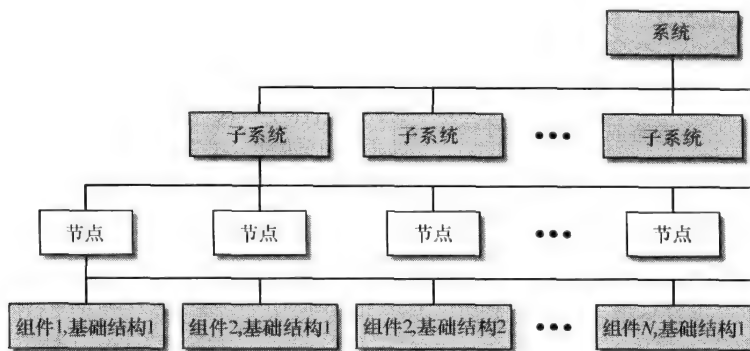 系统
子系统
子系统
•••
子系统
节点
节点
节点
•••
节点
组件1,基础结构1
组件2,基础结构1
组件2,基础结构2
•••
组件N,基础结构1